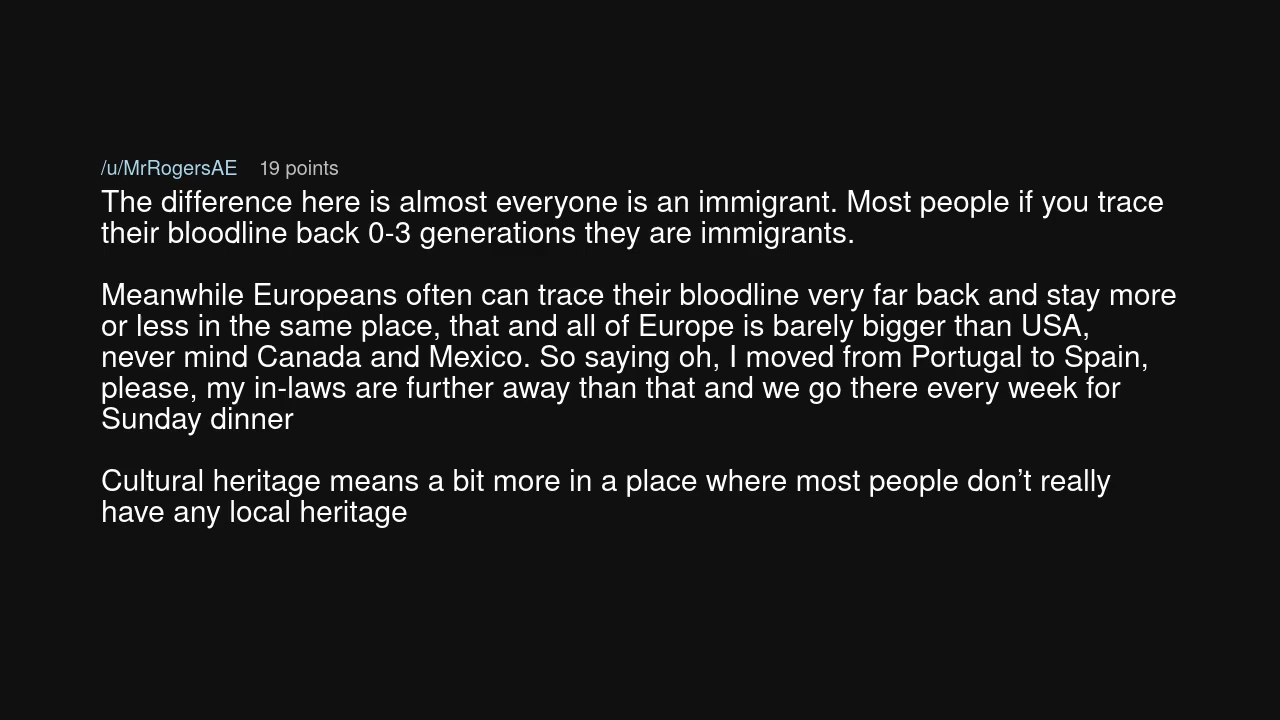 /u/MrRogersAE 19 points
The difference here is almost everyone is an immigrant. Most people if you trace
their bloodline back 0-3 generations they are immigrants.
Meanwhile Europeans often can trace their bloodline very far back and stay more
or less in the same place, that and all of Europe is barely bigger than USA,
never mind Canada and Mexico. So saying oh, I moved from Portugal to Spain,
please, my in-laws are further away than that and we go there every week for
Sunday dinner
Cultural heritage means a bit more in a place where most people don’t really
have any local heritage